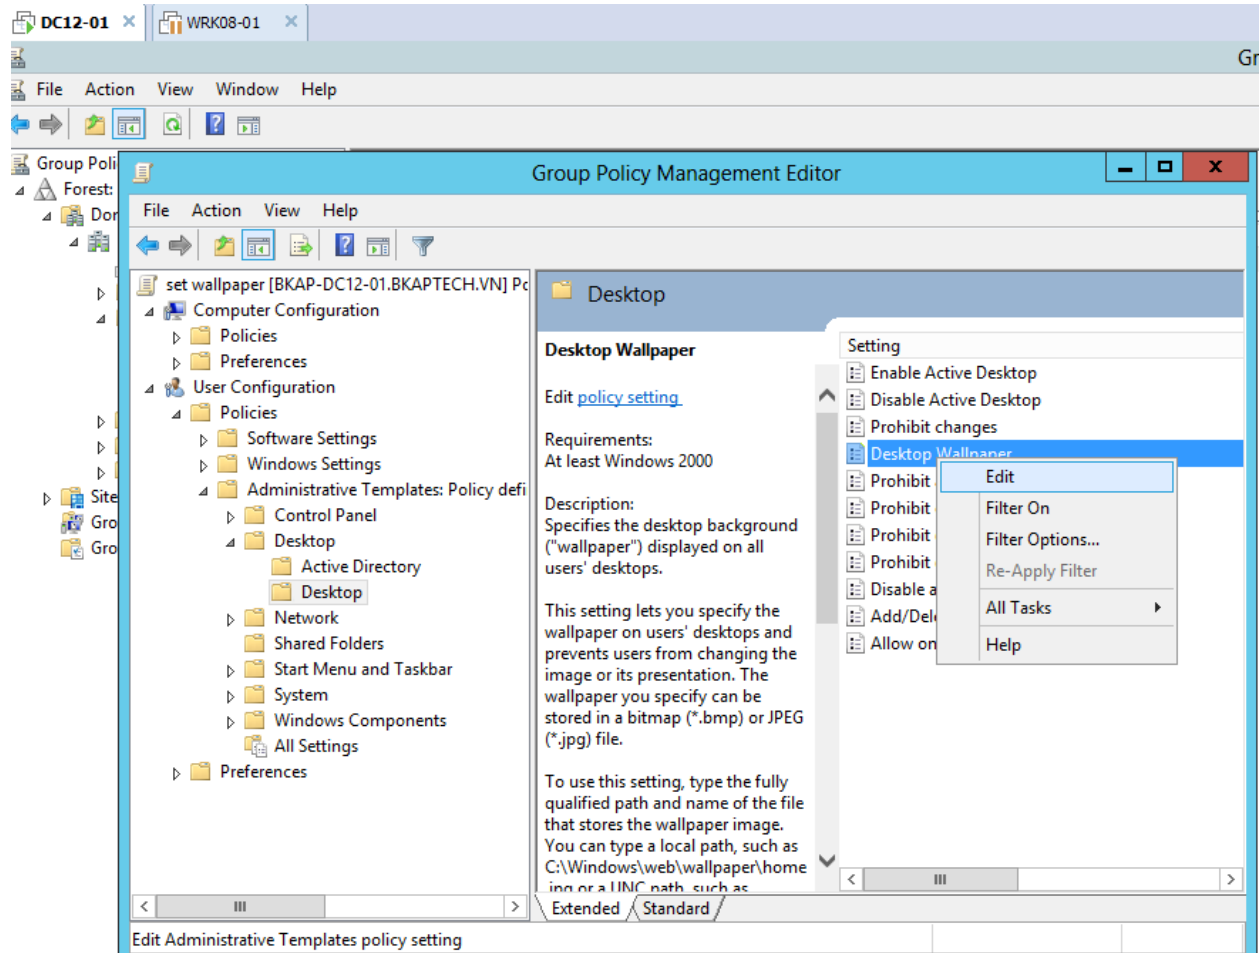 DC12-01
WRK08-01
Gr
File Action View Window Help
Group Poli
Forest:
Dor
Site
Gro
Gro
Group Policy Management Editor
File Action View Help
set wallpaper [BKAP-DC12-01.BKAPTECH.VN] Pc
Computer Configuration
Policies
Preferences
User Configuration
Policies
Software Settings
Windows Settings
Administrative Templates: Policy defi
Control Panel
Desktop
Active Directory
Desktop
Network
Shared Folders
Start Menu and Taskbar
System
Windows Components
All Settings
Preferences
Desktop
Desktop Wallpaper
Edit policy setting
Requirements:
At least Windows 2000
Description:
Specifies the desktop background
("wallpaper") displayed on all
users' desktops.
This setting lets you specify the
wallpaper on users' desktops and
prevents users from changing the
image or its presentation. The
wallpaper you specify can be
stored in a bitmap (*.bmp) or JPEG
(*.jpg) file.
To use this setting, type the fully
qualified path and name of the file
that stores the wallpaper image.
You can type a local path, such as
C:\Windows\web\wallpaper\home
.jpg or a UNC path, such as
Setting
Enable Active Desktop
Disable Active Desktop
Prohibit changes
Desktop Wallpaper
Prohibit
Prohibit
Prohibit
Prohibit
Disable a
Add/Dele
Allow on
Edit
Filter On
Filter Options...
Re-Apply Filter
All Tasks
Help
Extended Standard
Edit Administrative Templates policy setting